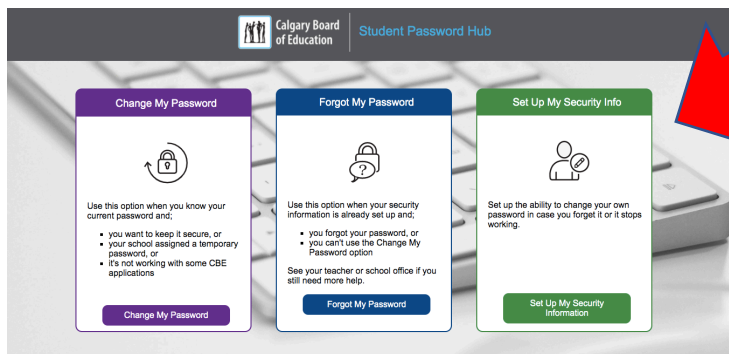 Calgary Board
of Education
Student Password Hub
Change My Password
Use this option when you know your
current password and;
▪ you want to keep it secure, or
▪ your school assigned a temporary
password, or
▪ it's not working with some CBE
applications
Change My Password
Forgot My Password
Use this option when your security
information is already set up and;
▪ you forgot your password, or
▪ you can't use the Change My
Password option
See your teacher or school office if you
still need more help.
Forgot My Password
Set Up My Security Info
Set up the ability to change your own
password in case you forget it or it stops
working.
Set Up My Security
Information